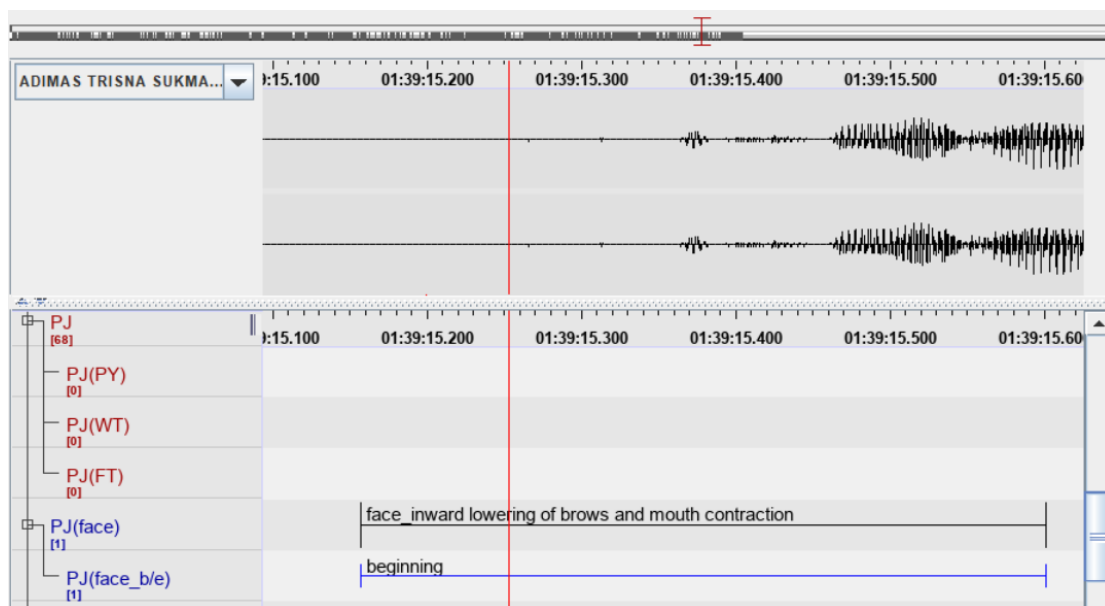 ADIMAS TRISNA SUKMA...
:15.100 01:39:15.200 01:39:15.300 01:39:15.400 01:39:15.500 01:39:15.60
PJ
[68]
:15.100 01:39:15.200 01:39:15.300 01:39:15.400 01:39:15.500 01:39:15.60
PJ(PY)
[0]
PJ(WT)
[0]
PJ(FT)
[0]
PJ(face)
[1]
face_inward lowering of brows and mouth contraction
PJ(face_b/e)
[1]
beginning